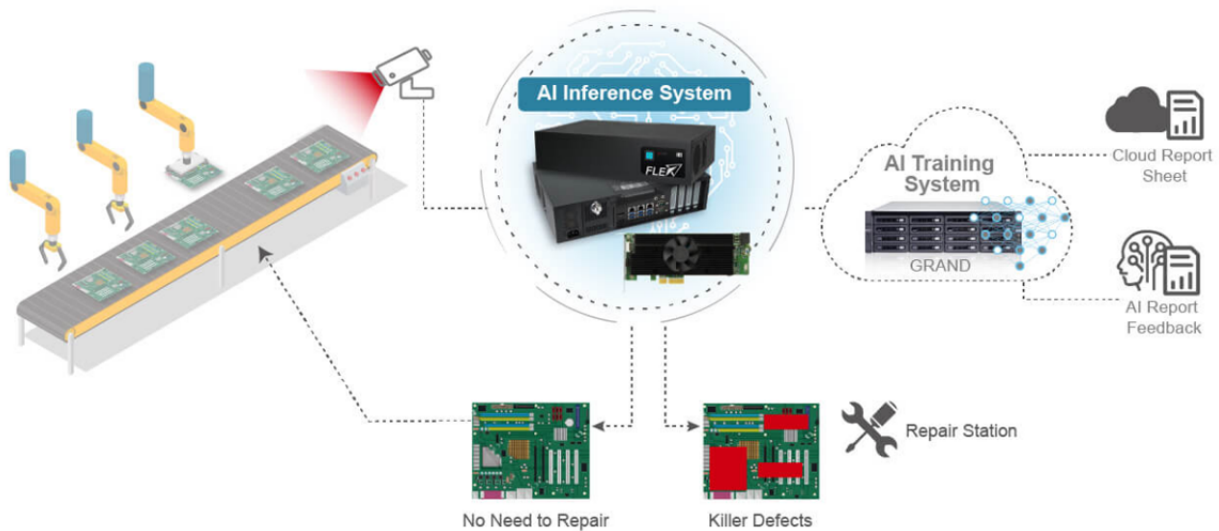 AI Inference System
FLEX
AI Training
System
GRAND
Cloud Report
Sheet
AI Report
Feedback
Repair Station
No Need to Repair
Killer Defects